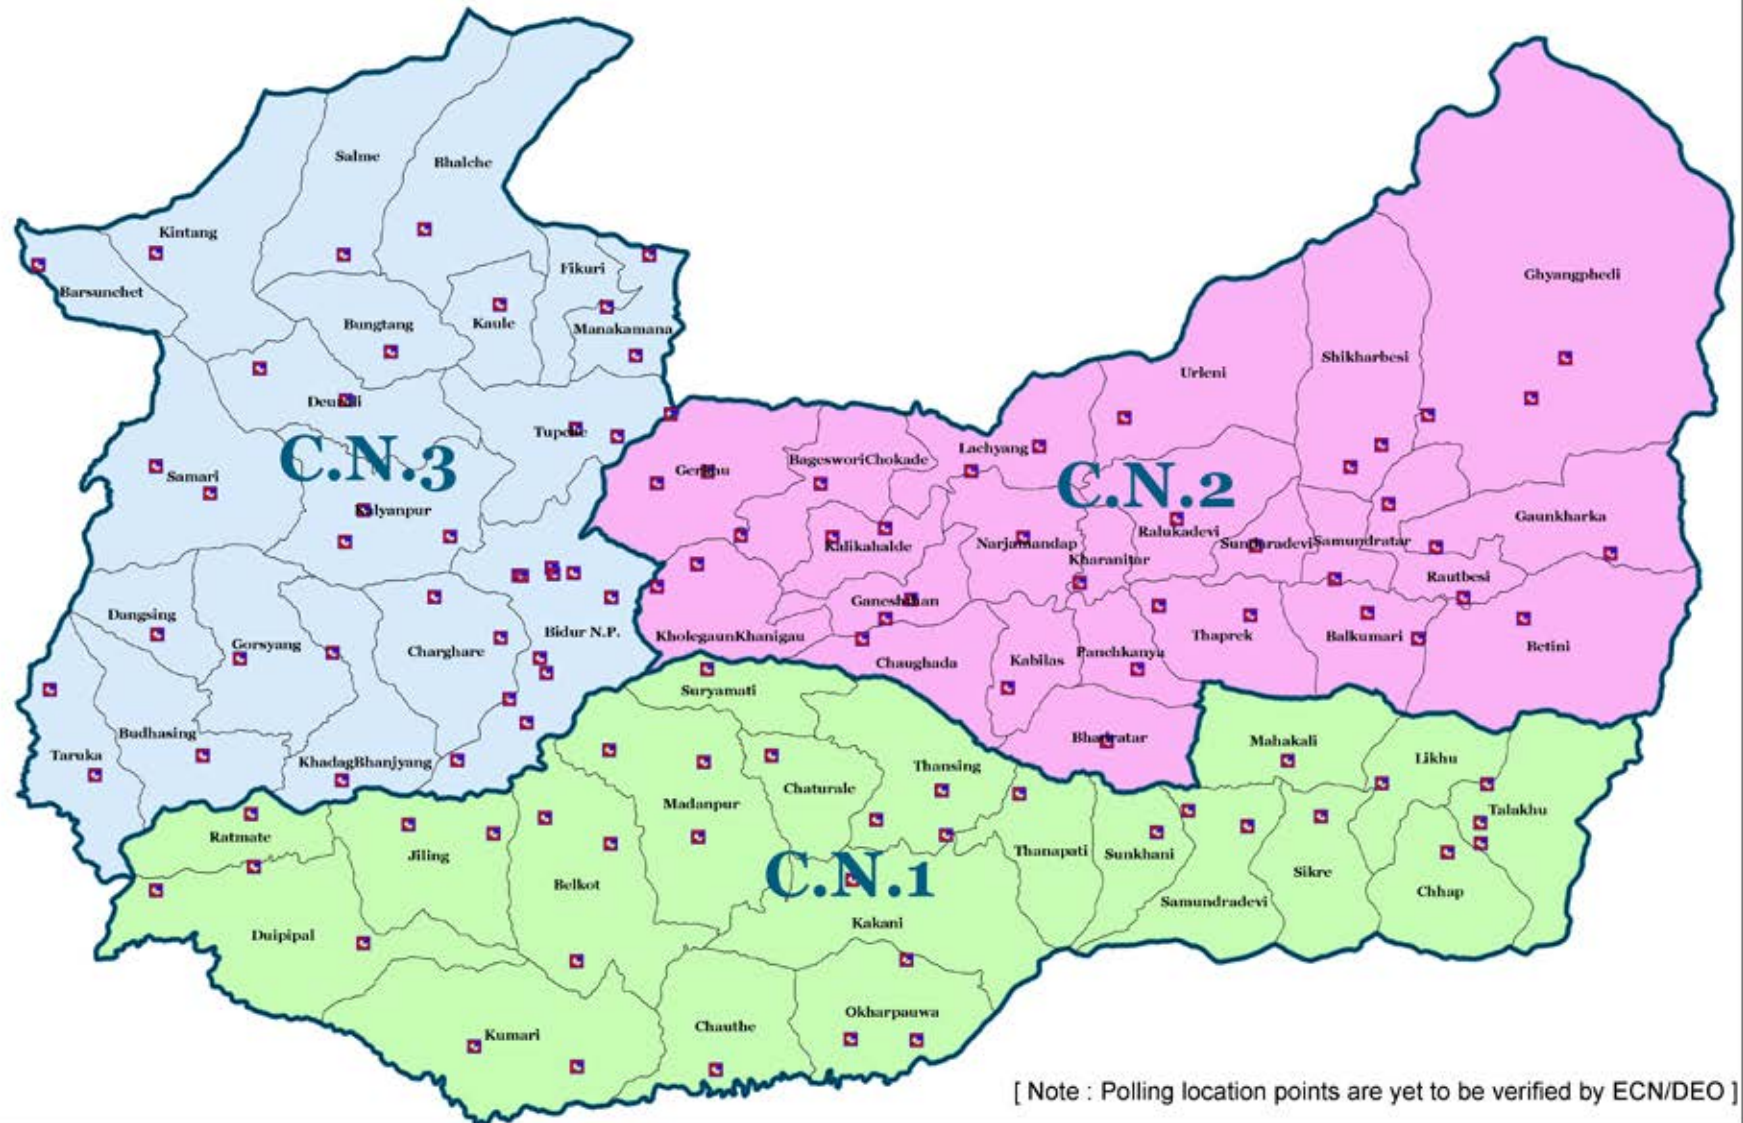 Salme
Bhalche
Kintang
Fikuri
Barsunchet
Bungtang
Kaule
Manakamana
Tupche
C.N.3
Samari
Kalyanpur
Dangsing
Gorsyang
Charghare
Bidur N.P.
Budhasing
Taruka
KhadagBhanjyang
Ghyangphedi
Shikharbesi
Urleni
Lachyang
BagesworiChokade
C.N.2
Gaunkharka
Ralukadevi
Kalikahalde
Narjamandap
Sundaradevi
Samundratar
Kharanitar
Rautbesi
KholegaunKhanigau
Thaprek
Balkumari
Betini
Panchkanya
Kabilas
Chaughada
Suryamati
Mahakali
Likhu
Thansing
Chaturale
Madanpur
Talakhu
Ratmate
Jiling
Thanapati
Sunkhani
Sikre
Belkot
C.N.1
Chhap
Samundradevi
Kakani
Duipipal
Okharpauwa
Chauthe
Kumari
[ Note : Polling location points are yet to be verified by ECN/DEO ]